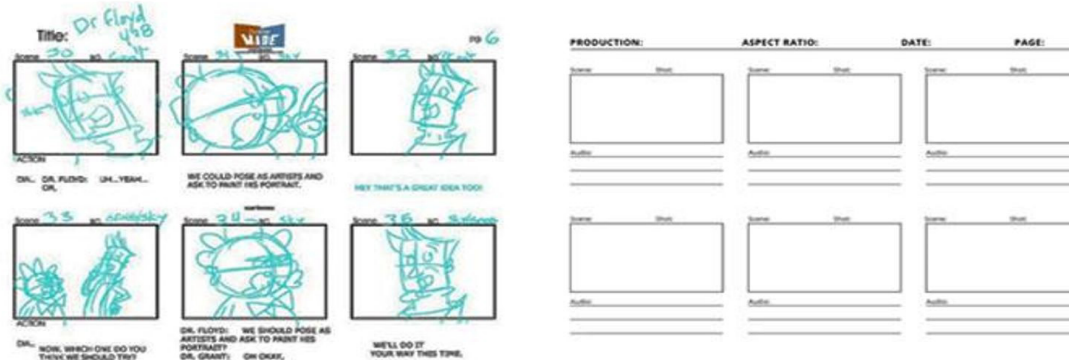 Title: Dr Floyd
PG 6
Scene 30
Scene 32
ACTION
DIA... DR. FLOYD: UH...YEAH...
OK,
WE COULD POSE AS ARTISTS AND
ASK TO PAINT HIS PORTRAIT.
HEY THAT'S A GREAT IDEA TOO!
Scene 33
Scene 34 BG. SKY
Scene 35
ACTION
DIA... NOW, WHICH ONE DO YOU
THINK WE SHOULD TRY?
DR. FLOYD: WE SHOULD POSE AS
ARTISTS AND ASK TO PAINT HIS
PORTRAIT?
DR. GRANT: OH OKAY,
WE'LL DO IT
YOUR WAY THIS TIME.
PRODUCTION: ASPECT RATIO: DATE: PAGE:
Scene: Shot: Scene: Shot: Scene: Shot:
Audio: Audio: Audio:
Scene: Shot: Scene: Shot: Scene: Shot:
Audio: Audio: Audio: